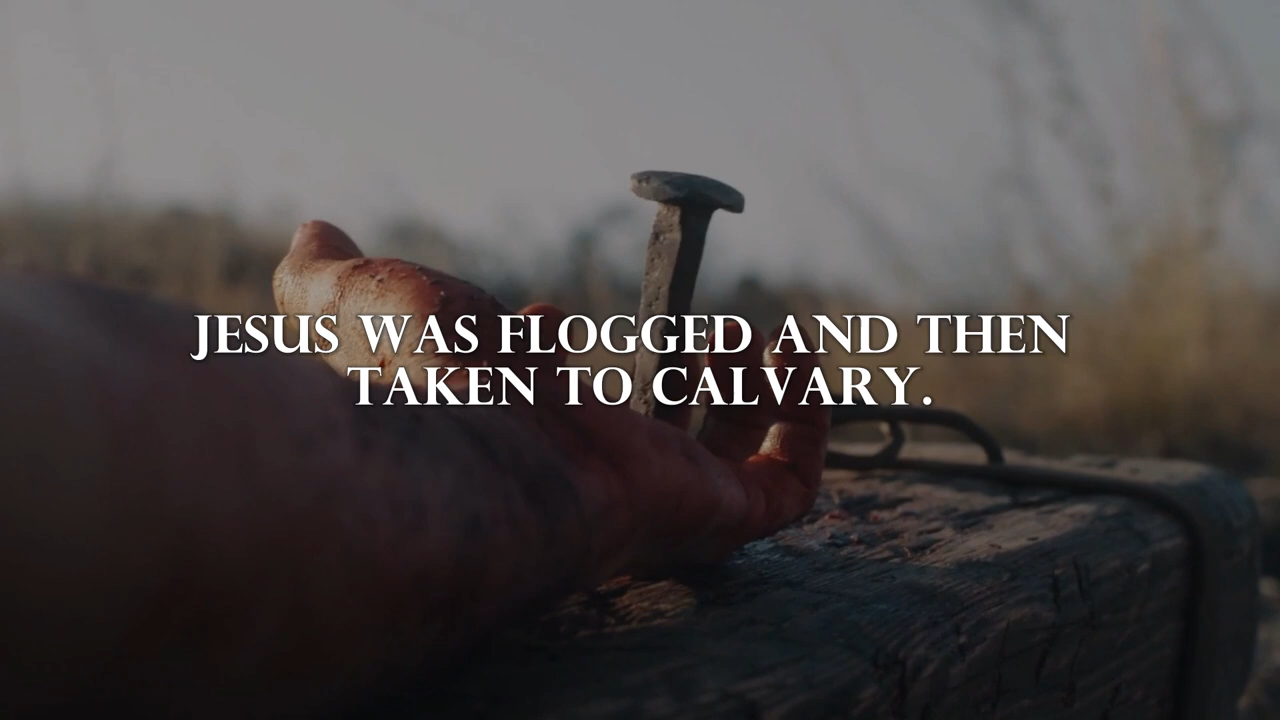 JESUS WAS FLOGGED AND THEN
TAKEN TO CALVARY.